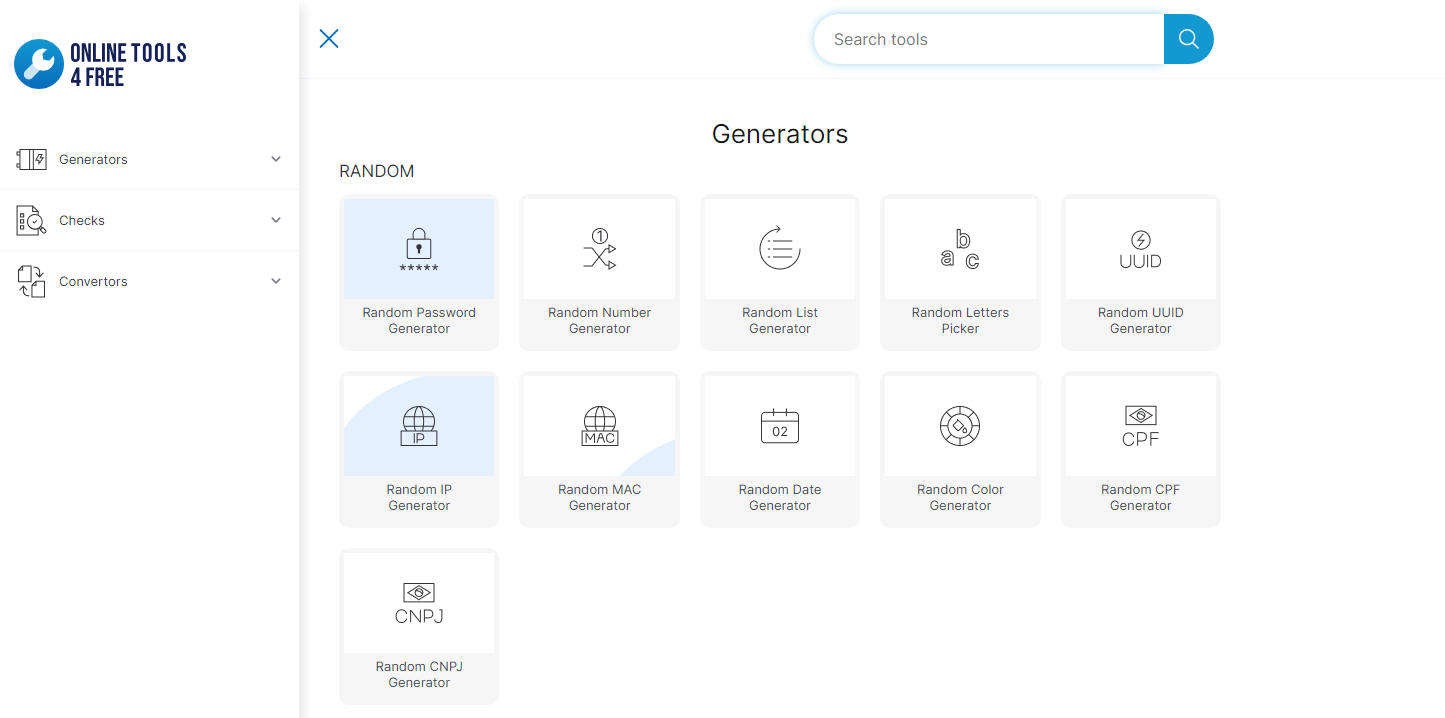 ONLINE TOOLS
4 FREE
Search tools
Generators
Checks
Convertors
Generators
RANDOM
*****
Random Password
Generator
1
Random Number
Generator
Random List
Generator
a b c
Random Letters
Picker
UUID
Random UUID
Generator
IP
Random IP
Generator
MAC
Random MAC
Generator
02
Random Date
Generator
Random Color
Generator
CPF
Random CPF
Generator
CNPJ
Random CNPJ
Generator